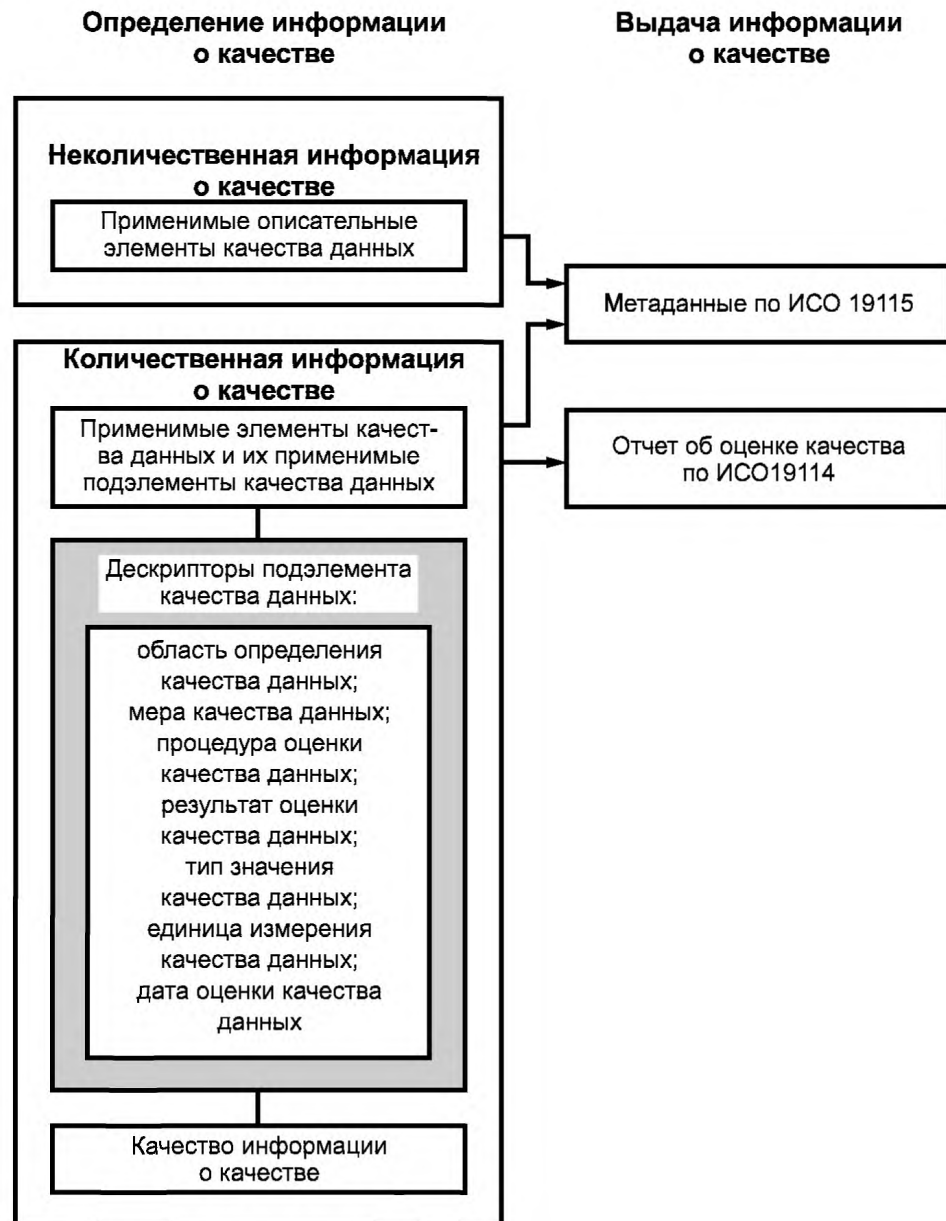 Определение информации
о качестве
Выдача информации
о качестве
Неколичественная информация
о качестве
Применимые описательные
элементы качества данных
Метаданные по ИСО 19115
Количественная информация
о качестве
Применимые элементы качест-
ва данных и их применимые
подэлементы качества данных
Отчет об оценке качества
по ИСО19114
Дескрипторы подэлемента
качества данных:
область определения
качества данных;
мера качества данных;
процедура оценки
качества данных;
результат оценки
качества данных;
тип значения
качества данных;
единица измерения
качества данных;
дата оценки качества
данных
Качество информации
о качестве